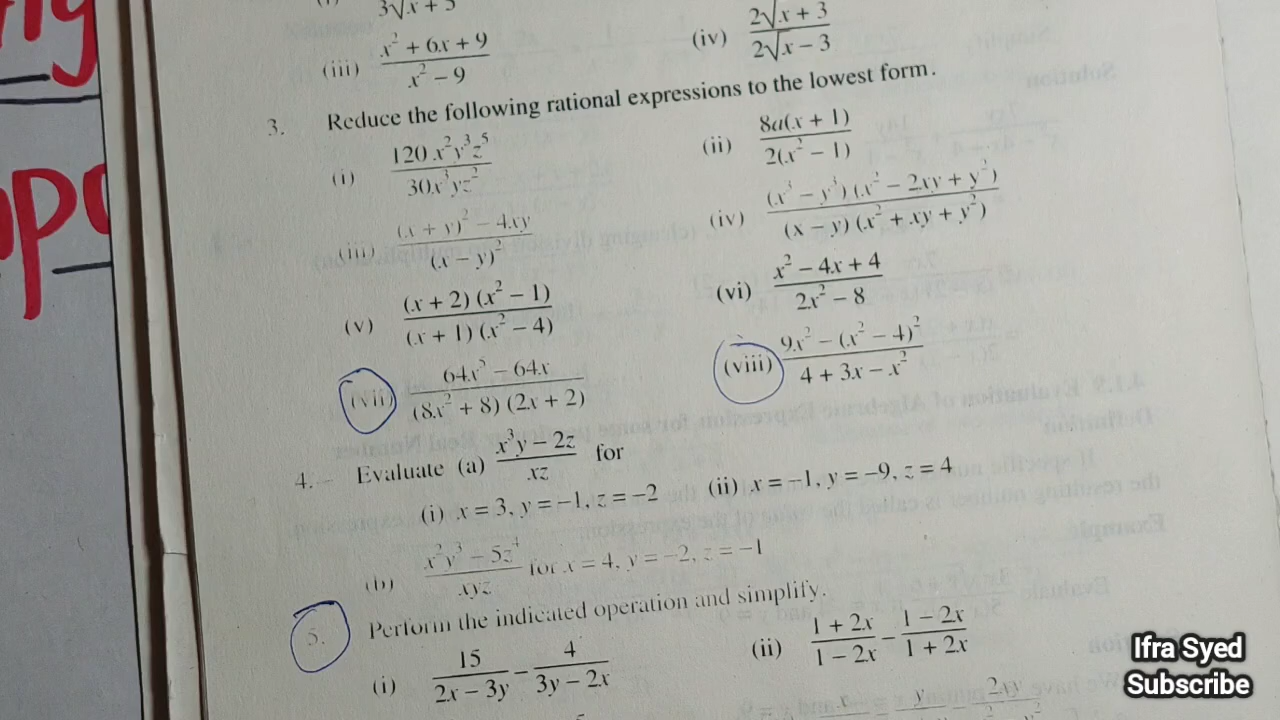 3√x + 5
(iii) x² + 6x + 9 / x² − 9 (iv) 2√x + 3 / 2√x − 3
3. Reduce the following rational expressions to the lowest form.
(i) 120 x²y³z⁵ / 30x³yz² (ii) 8a(x + 1) / 2(x² − 1)
(iii) (x + y)² − 4xy / (x − y)² (iv) (x³ − y³) (x² − 2xy + y²) / (x − y) (x² + xy + y²)
(v) (x + 2) (x² − 1) / (x + 1) (x² − 4) (vi) x² − 4x + 4 / 2x² − 8
(vii) 64x⁵ − 64x / (8x² + 8) (2x + 2) (viii) 9x² − (x² − 4)² / 4 + 3x − x²
4. Evaluate (a) x³y − 2z / xz for
(i) x = 3, y = −1, z = −2 (ii) x = −1, y = −9, z = 4
(b) x²y³ − 5z⁴ / xyz for x = 4, y = −2, z = −1
5. Perform the indicated operation and simplify.
(i) 15 / 2x − 3y − 4 / 3y − 2x (ii) 1 + 2x / 1 − 2x − 1 − 2x / 1 + 2x
Ifra Syed
Subscribe